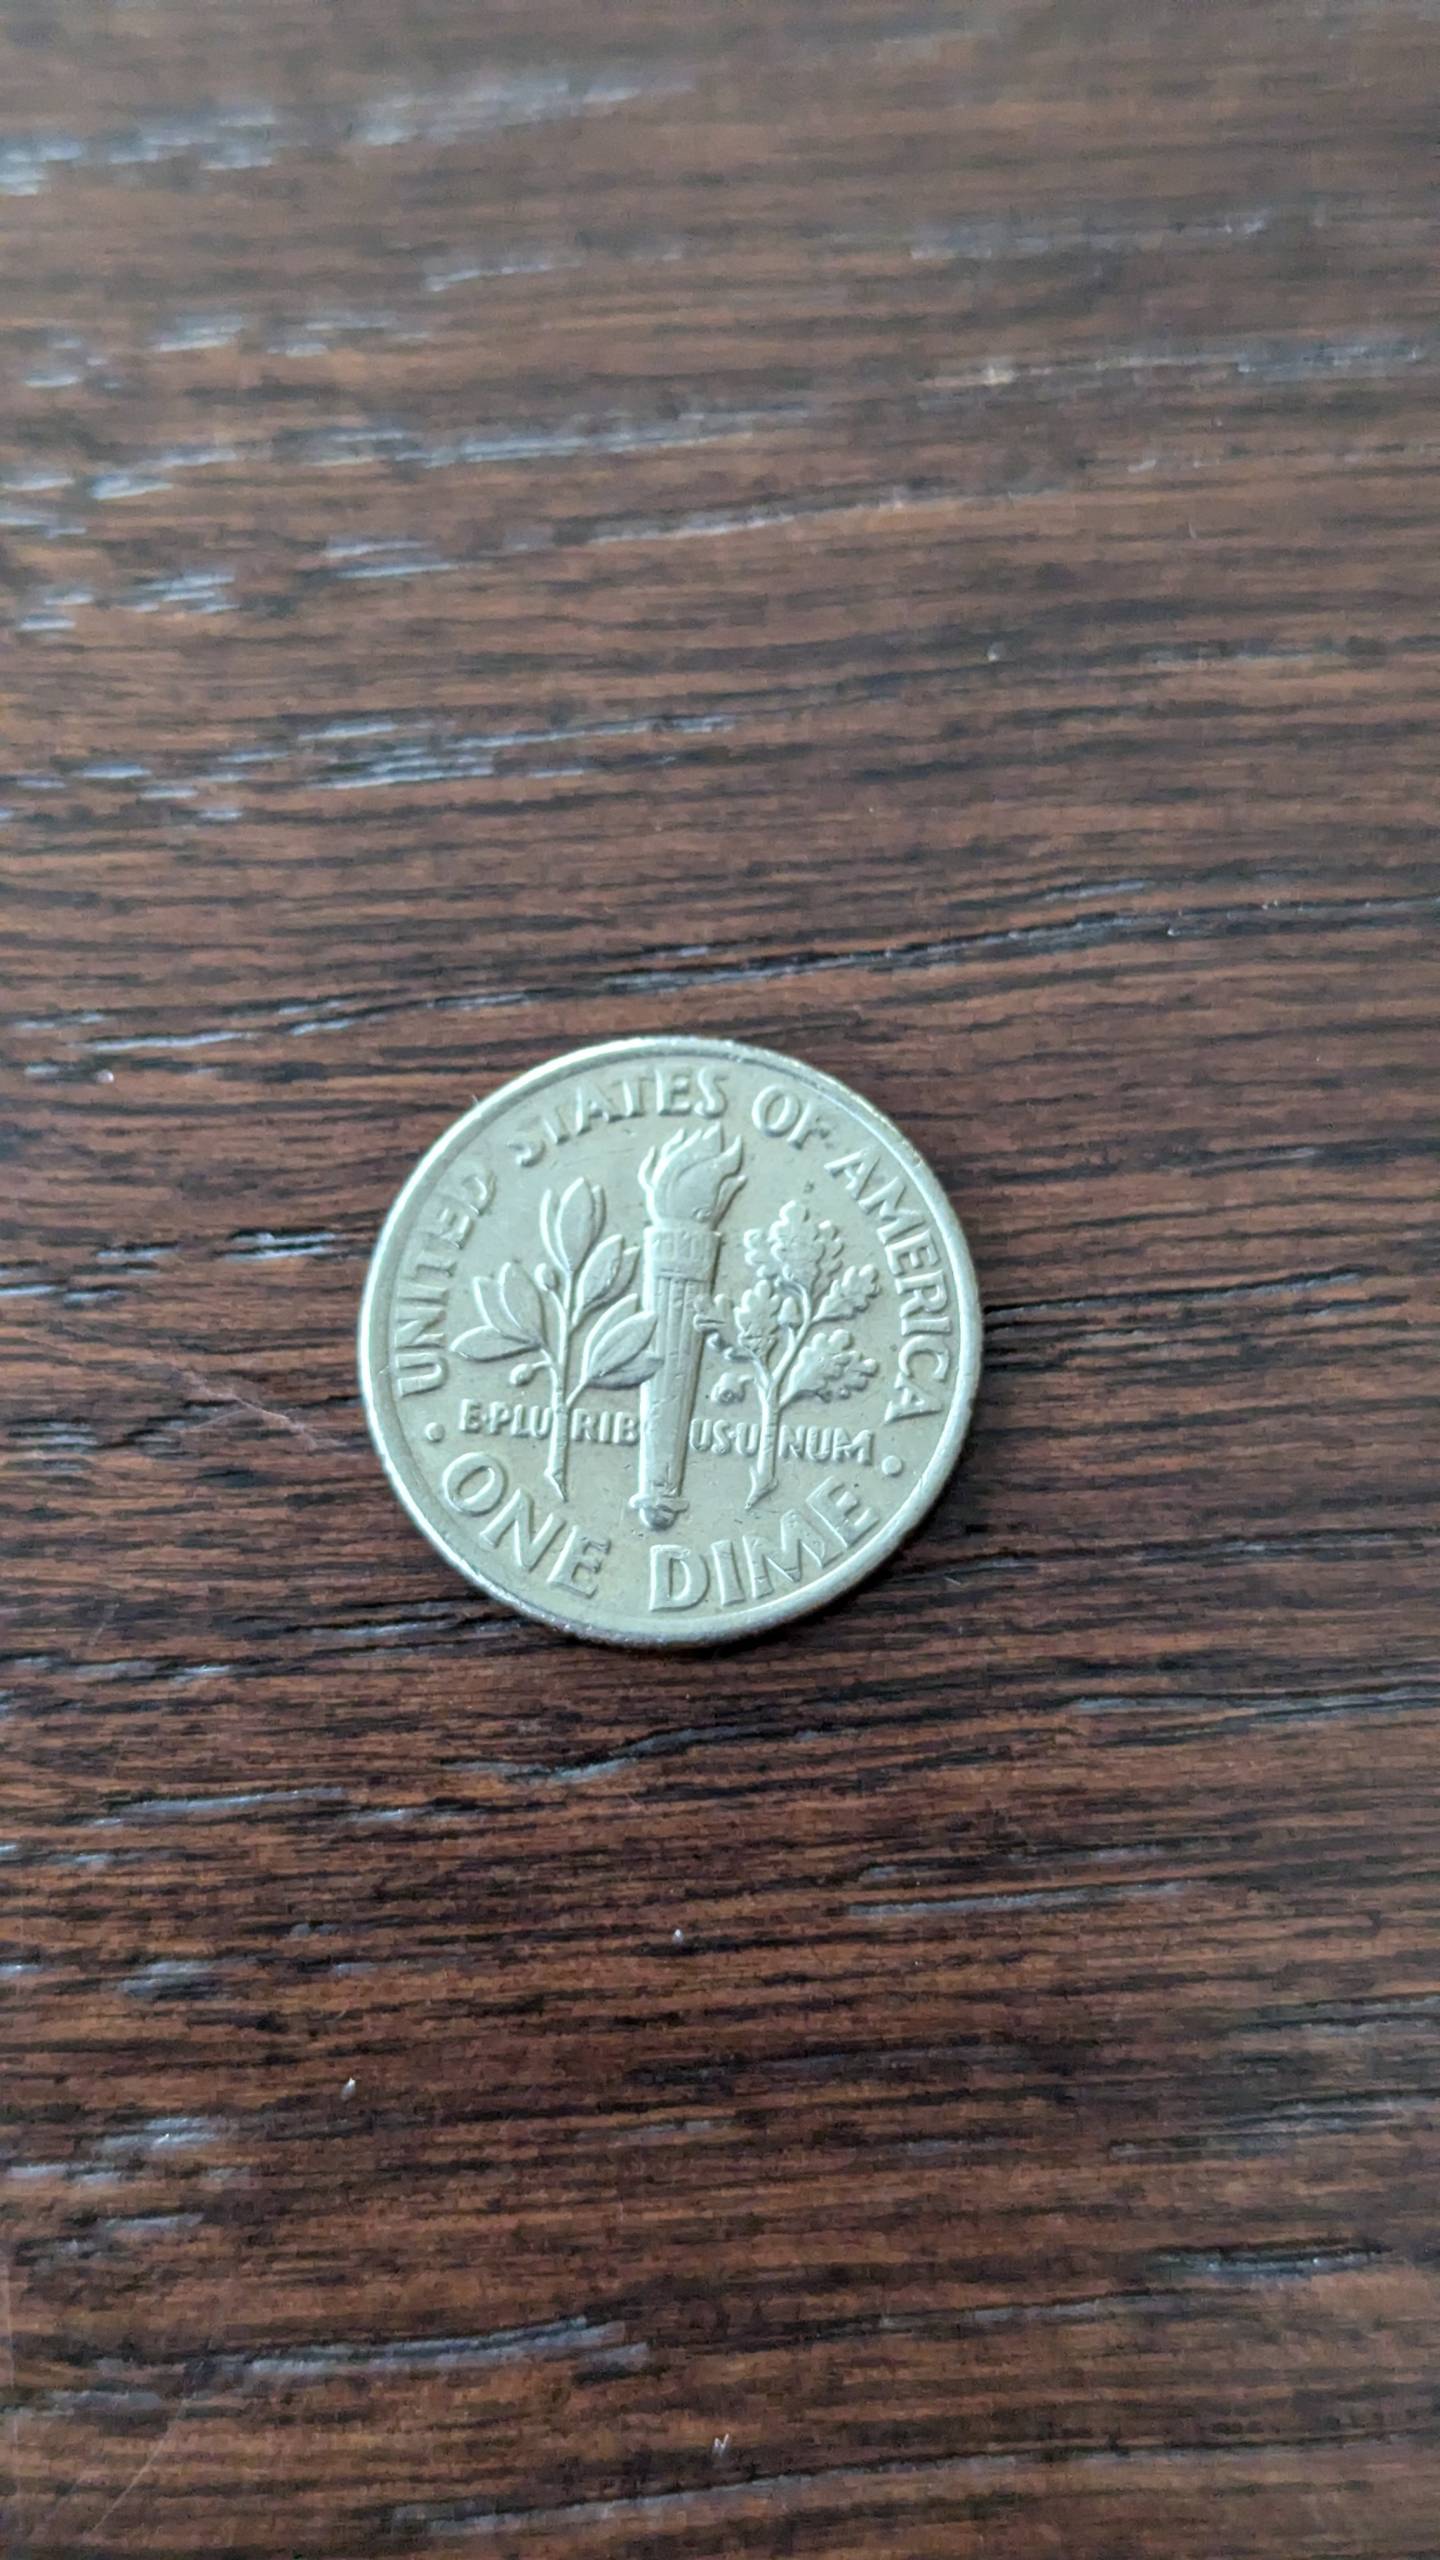 UNITED STATES OF AMERICA
E·PLURIBUS·UNUM
· ONE DIME ·